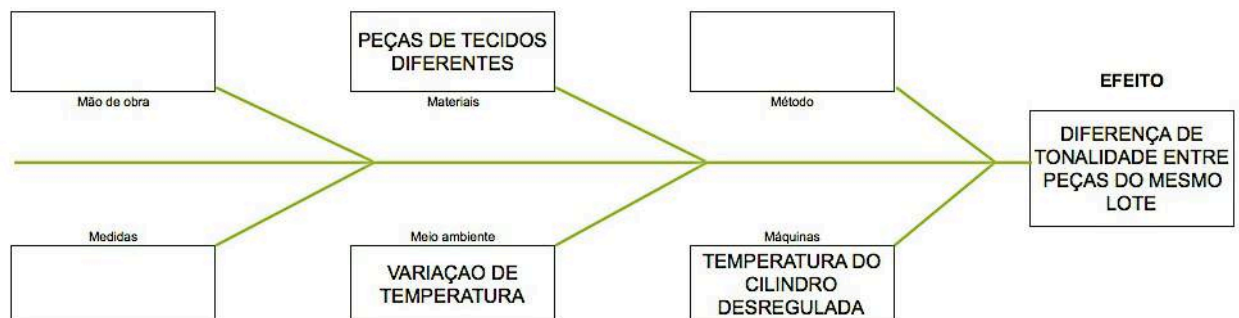 PEÇAS DE TECIDOS
DIFERENTES
Mão de obra
Materiais
Método
EFEITO
DIFERENÇA DE
TONALIDADE ENTRE
PEÇAS DO MESMO
LOTE
Medidas
Meio ambiente
Máquinas
VARIAÇAO DE
TEMPERATURA
TEMPERATURA DO
CILINDRO
DESREGULADA